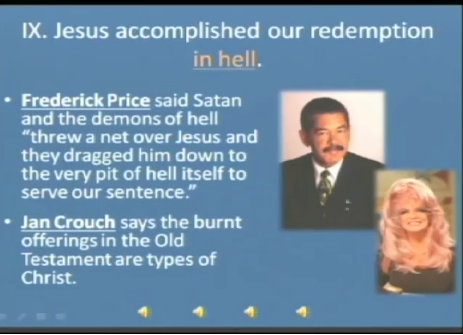 IX. Jesus accomplished our redemption
in hell.
• Frederick Price said Satan
and the demons of hell
“threw a net over Jesus and
they dragged him down to
the very pit of hell itself to
serve our sentence.”
• Jan Crouch says the burnt
offerings in the Old
Testament are types of
Christ.